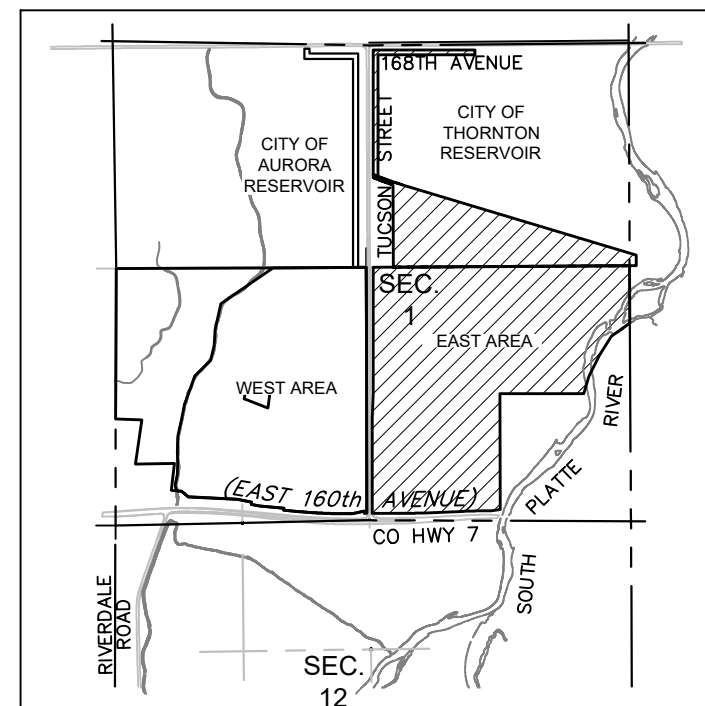 168TH AVENUE
CITY OF
THORNTON
RESERVOIR
CITY OF
AURORA
RESERVOIR
TUCSON STREET
SEC.
1
EAST AREA
WEST AREA
(EAST 160th AVENUE)
CO HWY 7
SOUTH PLATTE RIVER
RIVERDALE
ROAD
SEC.
12